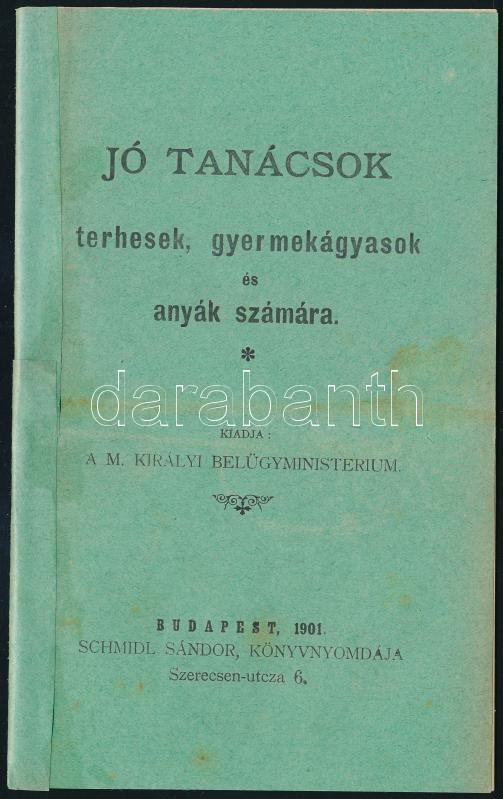 JÓ TANÁCSOK
terhesek, gyermekágyasok
és
anyák számára.
*
darabanth
KIADJA :
A M. KIRÁLYI BELÜGYMINISTERIUM.
BUDAPEST, 1901.
SCHMIDL SÁNDOR, KÖNYVNYOMDÁJA
Szerecsen-utcza 6.